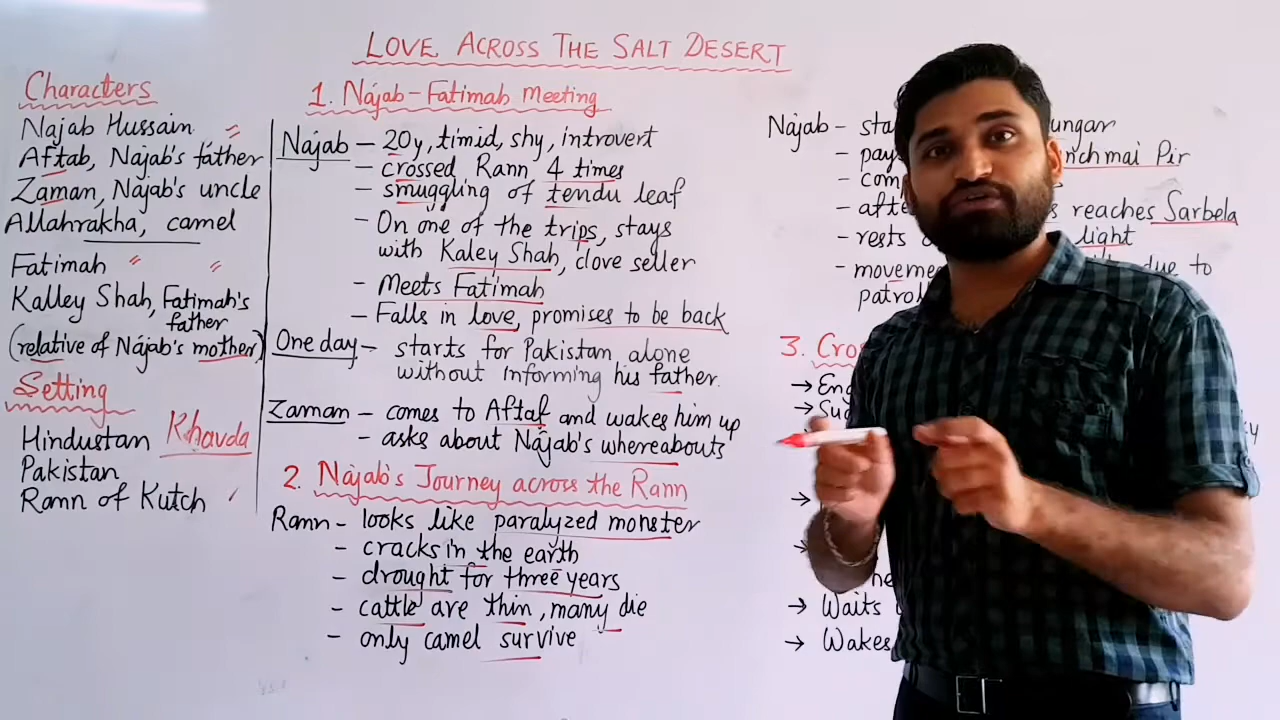 LOVE ACROSS THE SALT DESERT
Characters
Najab Hussain
Aftab, Najab's father
Zaman, Najab's uncle
Allahrakha, camel
Fatimah
Kalley Shah, Fatimah's
father
(relative of Najab's mother)
Setting
Hindustan Khavda
Pakistan
Rann of Kutch
1. Najab-Fatimah Meeting
Najab - 20y, timid, shy, introvert
- crossed Rann 4 times
- smuggling of tendu leaf
- On one of the trips, stays
with Kaley Shah, clove seller
- Meets Fatimah
- Falls in love, promises to be back
One day - starts for Pakistan alone
without informing his father.
Zaman - comes to Aftaf and wakes him up
- asks about Najab's whereabouts
2. Najab's Journey across the Rann
Rann - looks like paralyzed monster
- cracks in the earth
- drought for three years
- cattle are thin, many die
- only camel survive
Najab -
-
-
- reaches Sarbela
- rests light
- due to
3.
→
→
→
→
→ Waits
→ Wakes